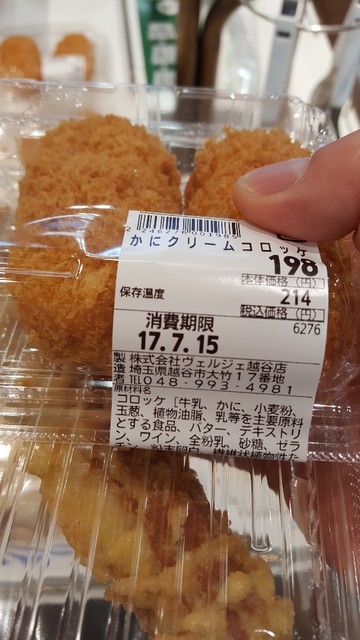 かにクリームコロッケ
198
本体価格(円)
保存温度
214
税込価格(円)
消費期限
6276
17.7.15
製 株式会社ヴェルジェ越谷店
造 埼玉県越谷市大竹17番地
者 TEL048-993-4981
原材料名
コロッケ[牛乳、かに、小麦粉、
玉葱、植物油脂、乳等を主要原料
とする食品、バター、デキストリ
ン、ワイン、全粉乳、砂糖、ゼラ